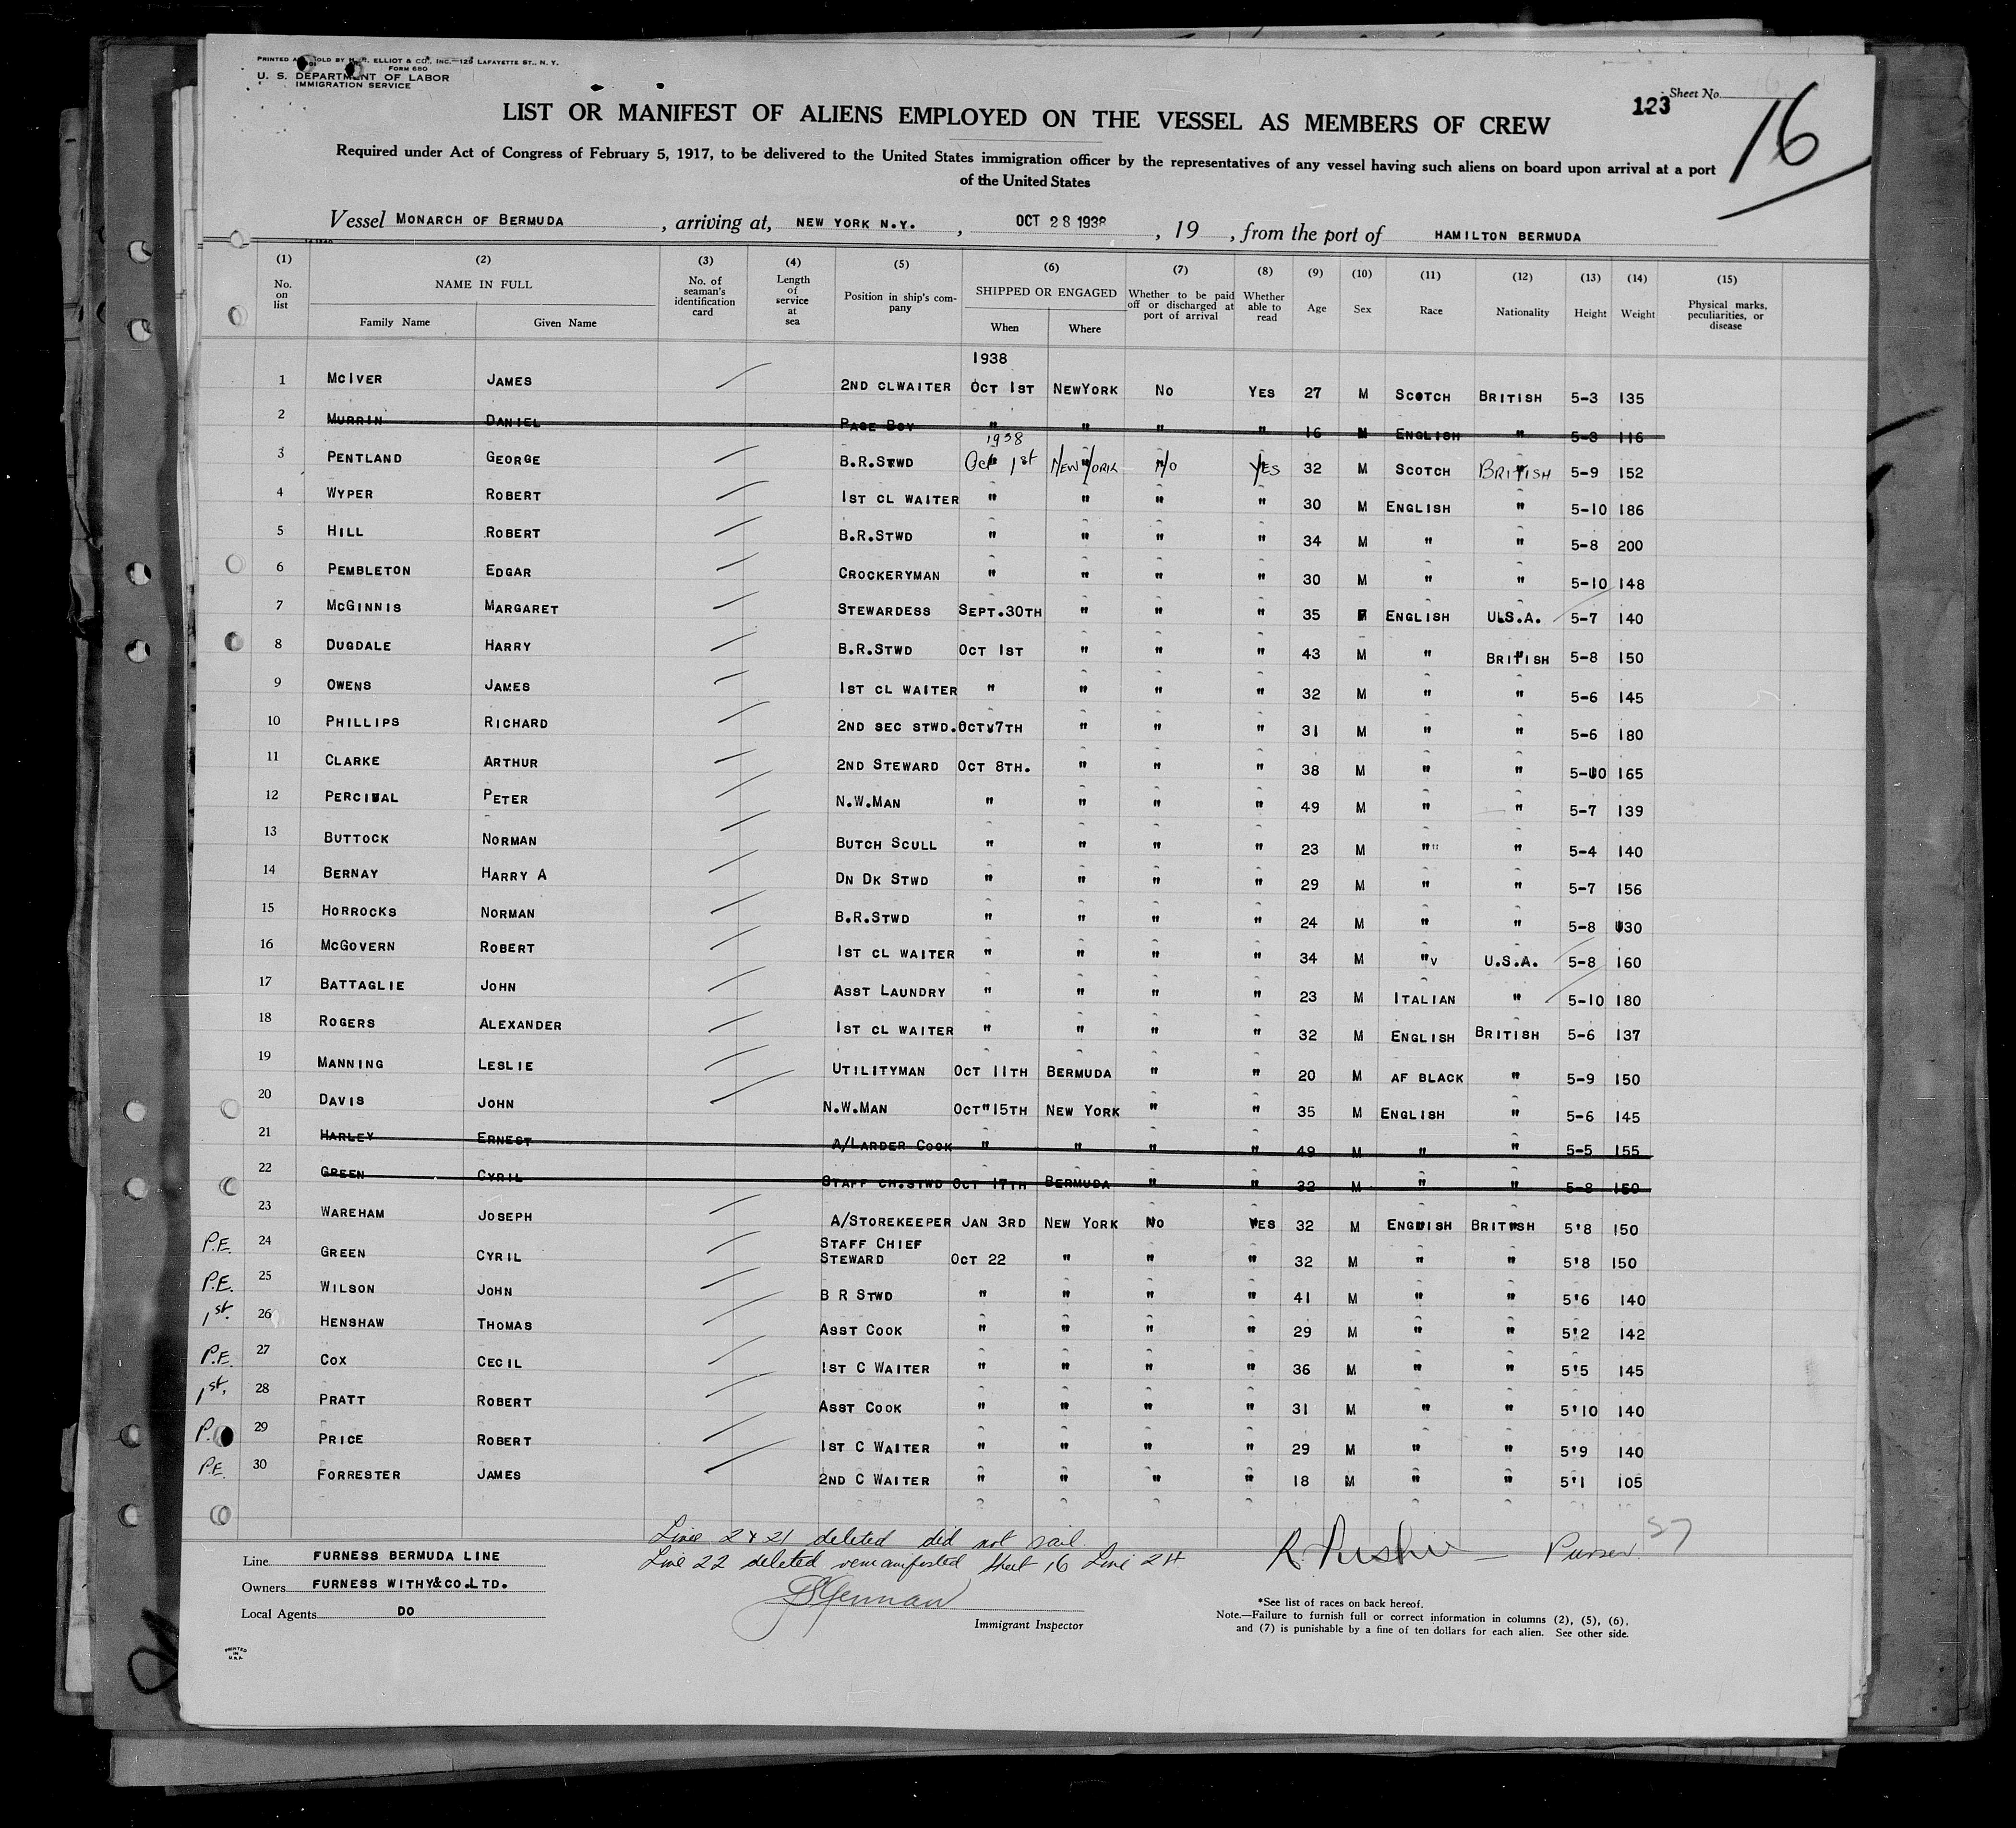 PRINTED AND SOLD BY H. R. ELLIOT & CO., INC.—129 LAFAYETTE ST., N. Y.
FORM 680
U. S. DEPARTMENT OF LABOR
IMMIGRATION SERVICE
Sheet No.
123
16
LIST OR MANIFEST OF ALIENS EMPLOYED ON THE VESSEL AS MEMBERS OF CREW
Required under Act of Congress of February 5, 1917, to be delivered to the United States immigration officer by the representatives of any vessel having such aliens on board upon arrival at a port
of the United States
Vessel MONARCH OF BERMUDA, arriving at, NEW YORK N.Y., OCT 28 1938, 19 , from the port of HAMILTON BERMUDA
(1) No. on list (2) NAME IN FULL Family Name Given Name (3) No. of seaman's identification card (4) Length of service at sea (5) Position in ship's company (6) SHIPPED OR ENGAGED When Where (7) Whether to be paid off or discharged at port of arrival (8) Whether able to read (9) Age (10) Sex (11) Race (12) Nationality (13) Height (14) Weight (15) Physical marks, peculiarities, or disease
1938
1 McIVER JAMES 2ND CLWAITER OCT 1ST NEWYORK NO YES 27 M SCOTCH BRITISH 5-3 135
2 MURRIN DANIEL PAGE BOY " " " " 16 M ENGLISH " 5-3 116
1938
3 PENTLAND GEORGE B.R.STWD Oct 1st NEW YORK NO YES 32 M SCOTCH BRITISH 5-9 152
4 WYPER ROBERT 1ST CL WAITER " " " " 30 M ENGLISH " 5-10 186
5 HILL ROBERT B.R.STWD " " " " 34 M " " 5-8 200
6 PEMBLETON EDGAR CROCKERYMAN " " " " 30 M " " 5-10 148
7 McGINNIS MARGARET STEWARDESS SEPT.30TH " " " 35 F ENGLISH U.S.A. 5-7 140
8 DUGDALE HARRY B.R.STWD OCT 1ST " " " 43 M " BRITISH 5-8 150
9 OWENS JAMES 1ST CL WAITER " " " " 32 M " " 5-6 145
10 PHILLIPS RICHARD 2ND SEC STWD. OCT 7TH " " " 31 M " " 5-6 180
11 CLARKE ARTHUR 2ND STEWARD OCT 8TH. " " " 38 M " " 5-10 165
12 PERCIVAL PETER N.W.MAN " " " " 49 M " " 5-7 139
13 BUTTOCK NORMAN BUTCH SCULL " " " " 23 M " " 5-4 140
14 BERNAY HARRY A DN DK STWD " " " " 29 M " " 5-7 156
15 HORROCKS NORMAN B.R.STWD " " " " 24 M " " 5-8 130
16 McGOVERN ROBERT 1ST CL WAITER " " " " 34 M " U.S.A. 5-8 160
17 BATTAGLIE JOHN ASST LAUNDRY " " " " 23 M ITALIAN " 5-10 180
18 ROGERS ALEXANDER 1ST CL WAITER " " " " 32 M ENGLISH BRITISH 5-6 137
19 MANNING LESLIE UTILITYMAN OCT 11TH BERMUDA " " 20 M AF BLACK " 5-9 150
20 DAVIS JOHN N.W.MAN OCT"15TH NEW YORK " " 35 M ENGLISH " 5-6 145
21 HARLEY ERNEST A/LARDER COOK " " " " 49 M " " 5-5 155
22 GREEN CYRIL STAFF CH.STWD OCT 17TH BERMUDA " " 32 M " " 5-8 150
23 WAREHAM JOSEPH A/STOREKEEPER JAN 3RD NEW YORK NO YES 32 M ENGLISH BRITISH 5'8 150
P.E. 24 GREEN CYRIL STAFF CHIEF STEWARD OCT 22 " " " 32 M " " 5'8 150
P.E. 25 WILSON JOHN B R STWD " " " " 41 M " " 5'6 140
1st. 26 HENSHAW THOMAS ASST COOK " " " " 29 M " " 5'2 142
P.E. 27 COX CECIL 1ST C WAITER " " " " 36 M " " 5'5 145
1st. 28 PRATT ROBERT ASST COOK " " " " 31 M " " 5'10 140
P. 29 PRICE ROBERT 1ST C WAITER " " " " 29 M " " 5'9 140
P.E. 30 FORRESTER JAMES 2ND C WAITER " " " " 18 M " " 5'1 105
Lines 2 & 21 deleted did not sail.
Line 22 deleted remanifested sheet 16 Line 24
Purser
57
Line FURNESS BERMUDA LINE
Owners FURNESS WITHY&CO.LTD.
Local Agents DO
Immigrant Inspector
*See list of races on back hereof.
Note.—Failure to furnish full or correct information in columns (2), (5), (6),
and (7) is punishable by a fine of ten dollars for each alien. See other side.
PRINTED
IN
U.S.A.